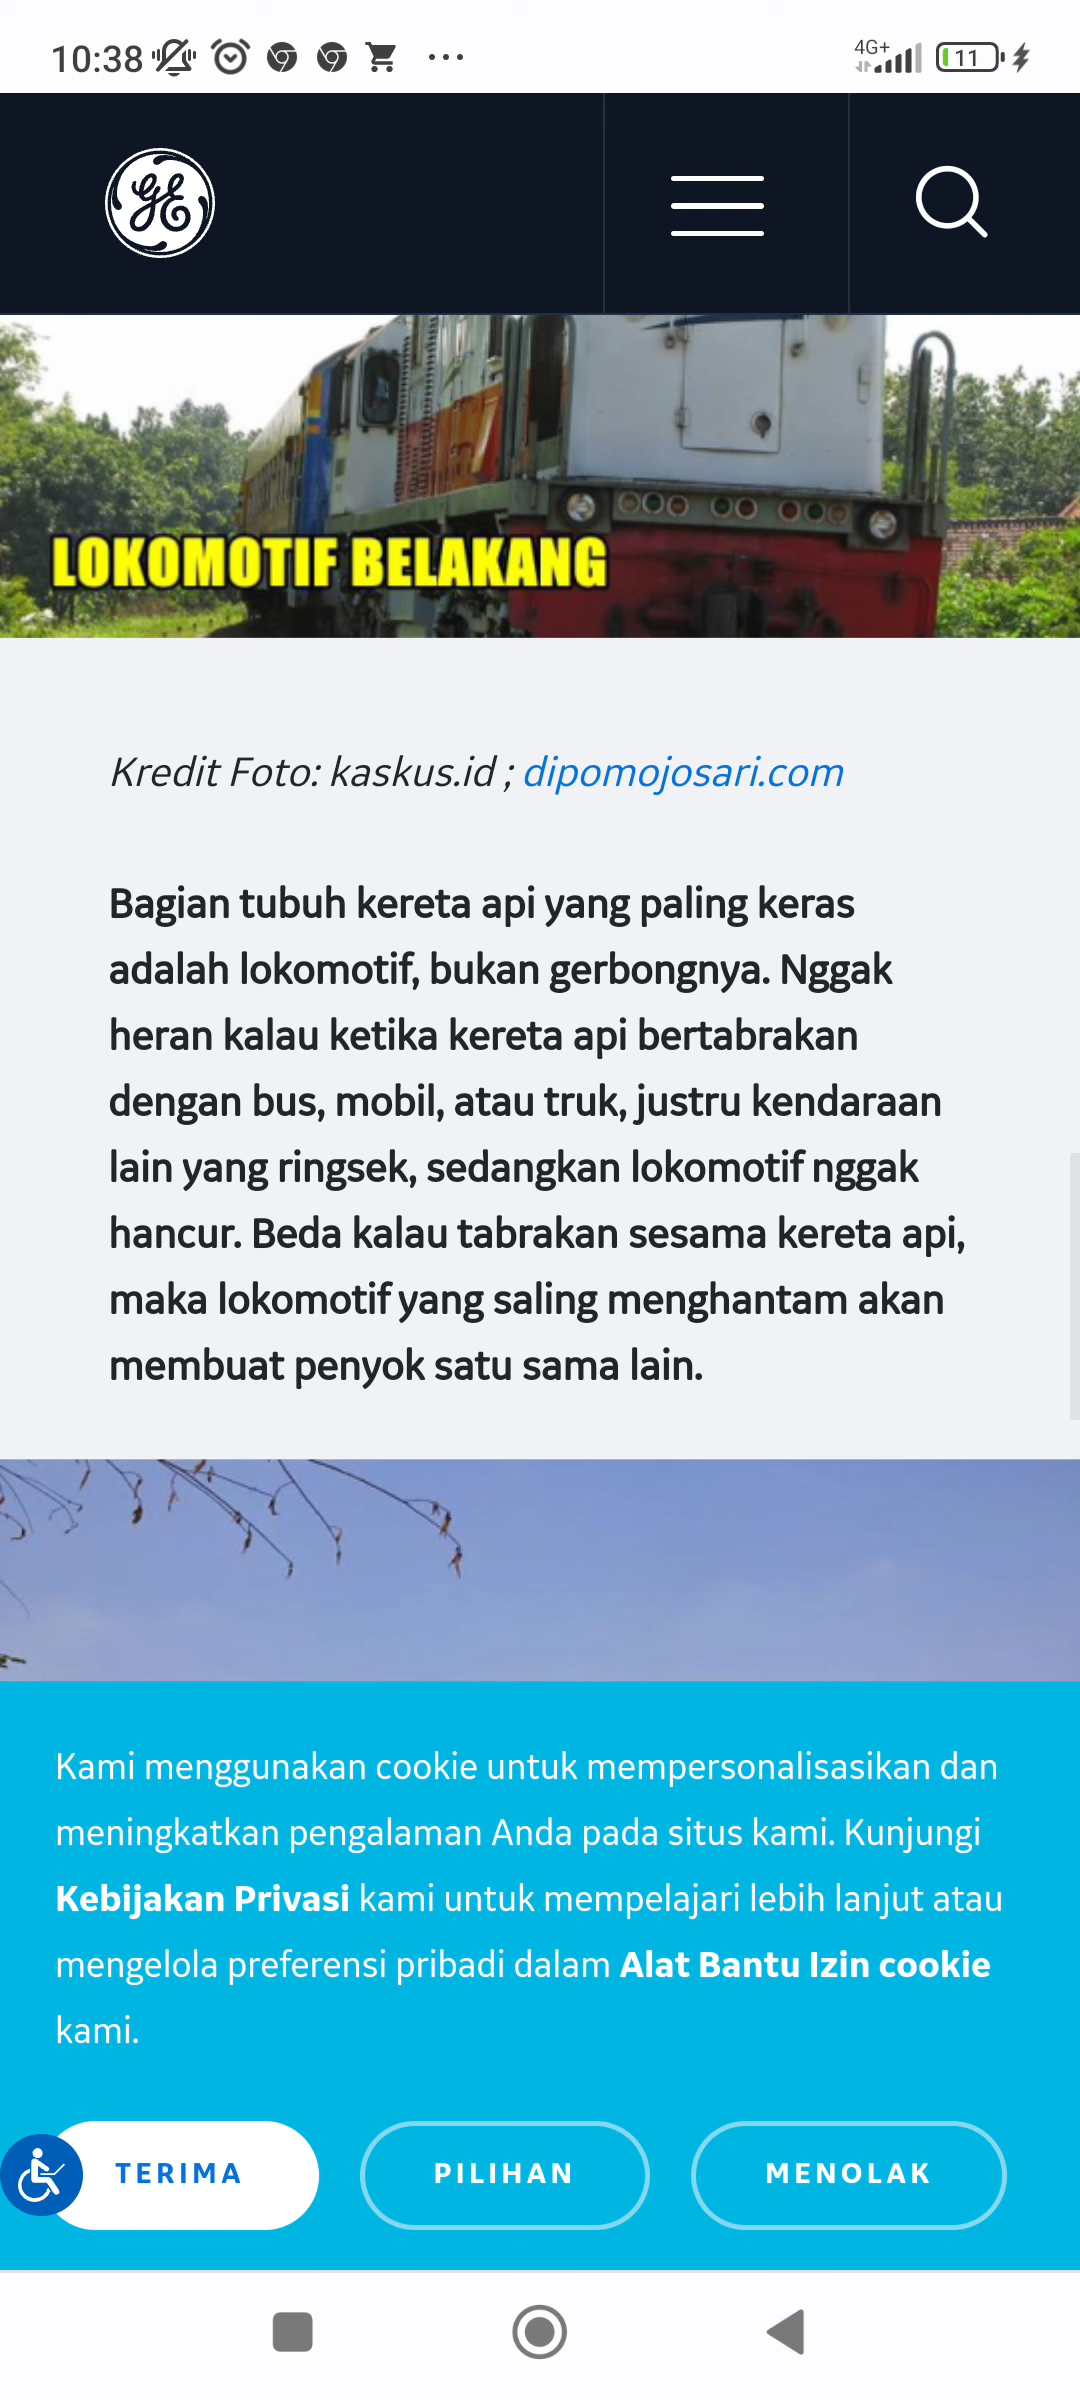 10:38
4G+
11
GE
LOKOMOTIF BELAKANG
Kredit Foto: kaskus.id ; dipomojosari.com
Bagian tubuh kereta api yang paling keras
adalah lokomotif, bukan gerbongnya. Nggak
heran kalau ketika kereta api bertabrakan
dengan bus, mobil, atau truk, justru kendaraan
lain yang ringsek, sedangkan lokomotif nggak
hancur. Beda kalau tabrakan sesama kereta api,
maka lokomotif yang saling menghantam akan
membuat penyok satu sama lain.
Kami menggunakan cookie untuk mempersonalisasikan dan
meningkatkan pengalaman Anda pada situs kami. Kunjungi
Kebijakan Privasi kami untuk mempelajari lebih lanjut atau
mengelola preferensi pribadi dalam Alat Bantu Izin cookie
kami.
TERIMA
PILIHAN
MENOLAK